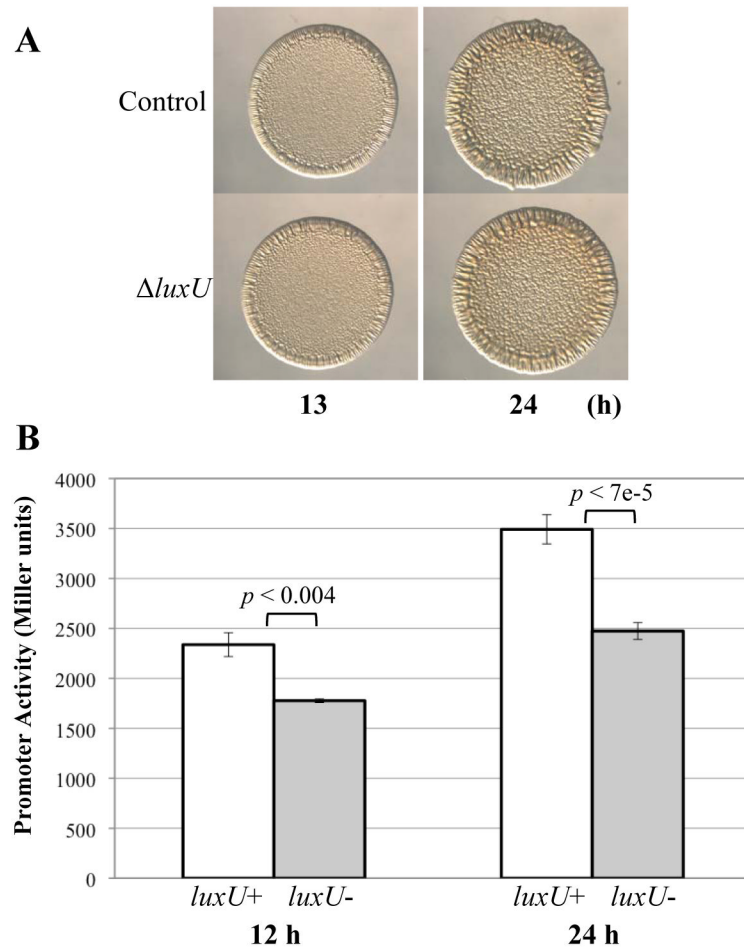 A
Control
ΔluxU
13 24 (h)
B
Promoter Activity (Miller units)
4000
3500
3000
2500
2000
1500
1000
500
0
p < 0.004
p < 7e-5
luxU+ luxU- luxU+ luxU-
12 h 24 h